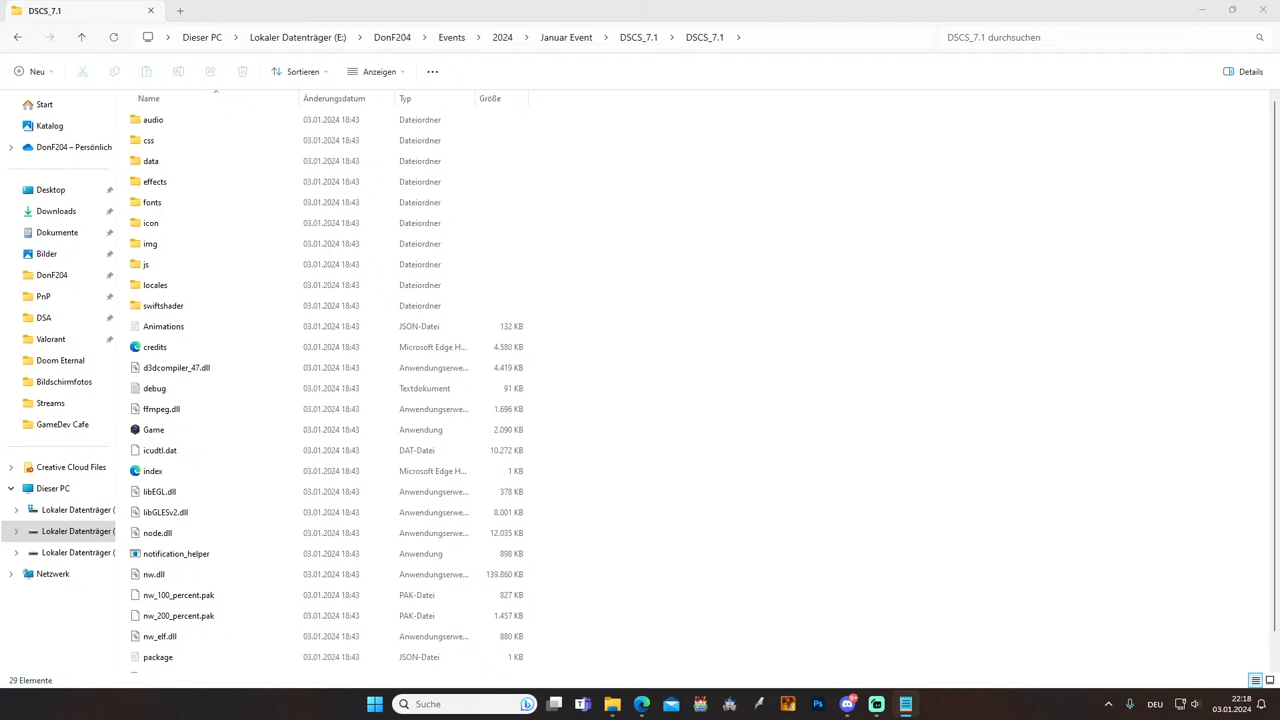 DSCS_7.1
Dieser PC Lokaler Datenträger (E:) DonF204 Events 2024 Januar Event DSCS_7.1 DSCS_7.1 DSCS_7.1 durchsuchen
Neu Sortieren Anzeigen Details
Name Änderungsdatum Typ Größe
Start
Katalog
DonF204 – Persönlich
Desktop
Downloads
Dokumente
Bilder
DonF204
PnP
DSA
Valorant
Doom Eternal
Bildschirmfotos
Streams
GameDev Cafe
Creative Cloud Files
Dieser PC
Lokaler Datenträger (
Lokaler Datenträger (
Lokaler Datenträger (
Netzwerk
audio 03.01.2024 18:43 Dateiordner
css 03.01.2024 18:43 Dateiordner
data 03.01.2024 18:43 Dateiordner
effects 03.01.2024 18:43 Dateiordner
fonts 03.01.2024 18:43 Dateiordner
icon 03.01.2024 18:43 Dateiordner
img 03.01.2024 18:43 Dateiordner
js 03.01.2024 18:43 Dateiordner
locales 03.01.2024 18:43 Dateiordner
swiftshader 03.01.2024 18:43 Dateiordner
Animations 03.01.2024 18:43 JSON-Datei 132 KB
credits 03.01.2024 18:43 Microsoft Edge H... 4.580 KB
d3dcompiler_47.dll 03.01.2024 18:43 Anwendungserwe... 4.419 KB
debug 03.01.2024 18:43 Textdokument 91 KB
ffmpeg.dll 03.01.2024 18:43 Anwendungserwe... 1.696 KB
Game 03.01.2024 18:43 Anwendung 2.090 KB
icudtl.dat 03.01.2024 18:43 DAT-Datei 10.272 KB
index 03.01.2024 18:43 Microsoft Edge H... 1 KB
libEGL.dll 03.01.2024 18:43 Anwendungserwe... 378 KB
libGLESv2.dll 03.01.2024 18:43 Anwendungserwe... 8.001 KB
node.dll 03.01.2024 18:43 Anwendungserwe... 12.035 KB
notification_helper 03.01.2024 18:43 Anwendung 898 KB
nw.dll 03.01.2024 18:43 Anwendungserwe... 139.860 KB
nw_100_percent.pak 03.01.2024 18:43 PAK-Datei 827 KB
nw_200_percent.pak 03.01.2024 18:43 PAK-Datei 1.457 KB
nw_elf.dll 03.01.2024 18:43 Anwendungserwe... 880 KB
package 03.01.2024 18:43 JSON-Datei 1 KB
29 Elemente
Suche DEU 22:18
03.01.2024